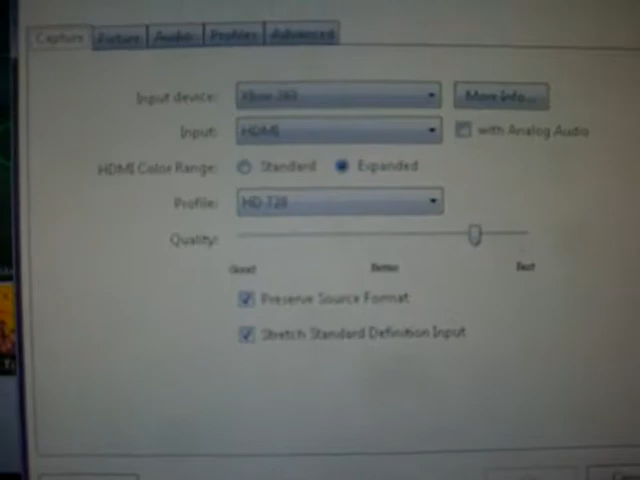 Capture Picture Audio Profiles Advanced
Input device: Xbox 360 More Info...
Input: HDMI with Analog Audio
HDMI Color Range: Standard Expanded
Profile: HD 720
Quality:
Good Better Best
Preserve Source Format
Stretch Standard Definition Input